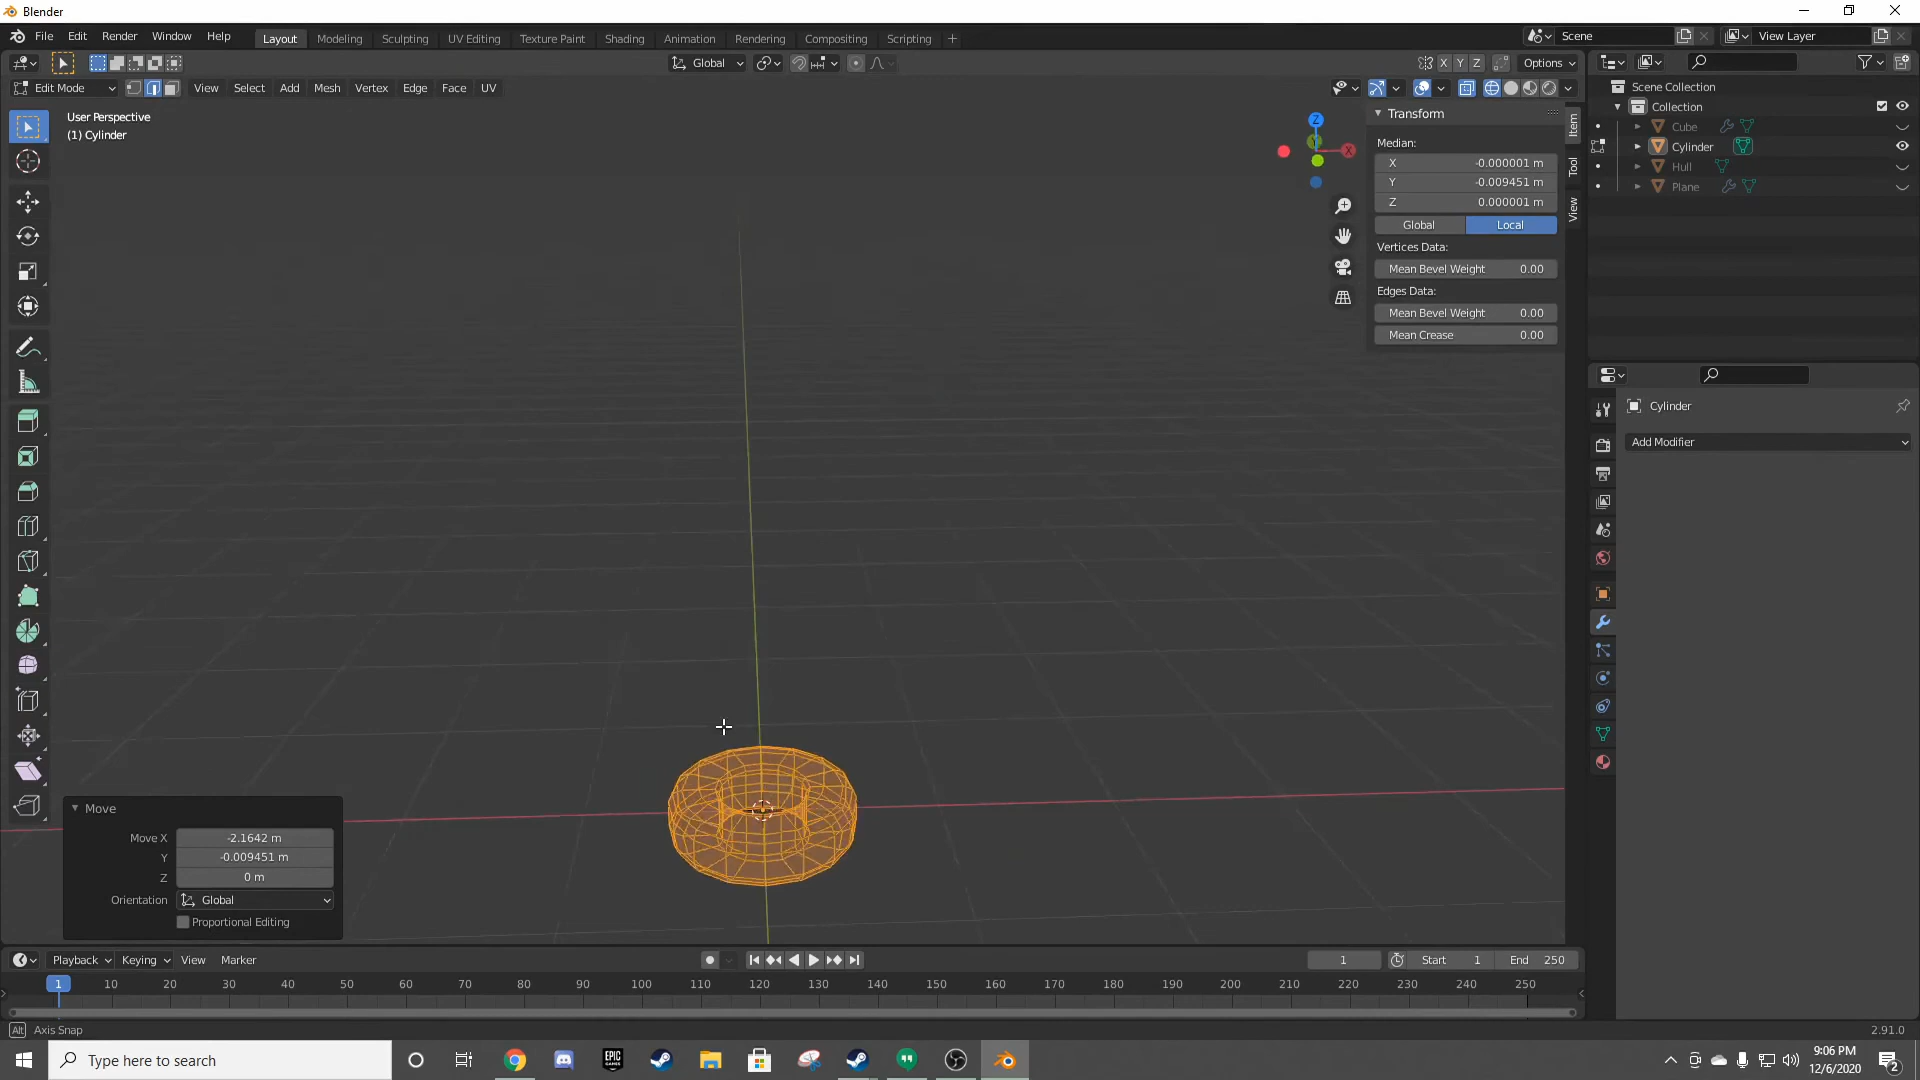 Blender
File Edit Render Window Help
Layout Modeling Sculpting UV Editing Texture Paint Shading Animation Rendering Compositing Scripting
Scene
View Layer
Global
X Y Z
Options
Edit Mode
View Select Add Mesh Vertex Edge Face UV
User Perspective
(1) Cylinder
Z
Y
X
Transform
Median:
X -0.000001 m
Y -0.009451 m
Z 0.000001 m
Global Local
Vertices Data:
Mean Bevel Weight 0.00
Edges Data:
Mean Bevel Weight 0.00
Mean Crease 0.00
Item
Tool
View
Scene Collection
Collection
Cube
Cylinder
Hull
Plane
Cylinder
Add Modifier
Move
Move X -2.1642 m
Y -0.009451 m
Z 0 m
Orientation Global
Proportional Editing
Playback Keying View Marker
1
Start 1
End 250
1 10 20 30 40 50 60 70 80 90 100 110 120 130 140 150 160 170 180 190 200 210 220 230 240 250
Alt Axis Snap
2.91.0
Type here to search
EPIC GAMES
9:06 PM
12/6/2020
2